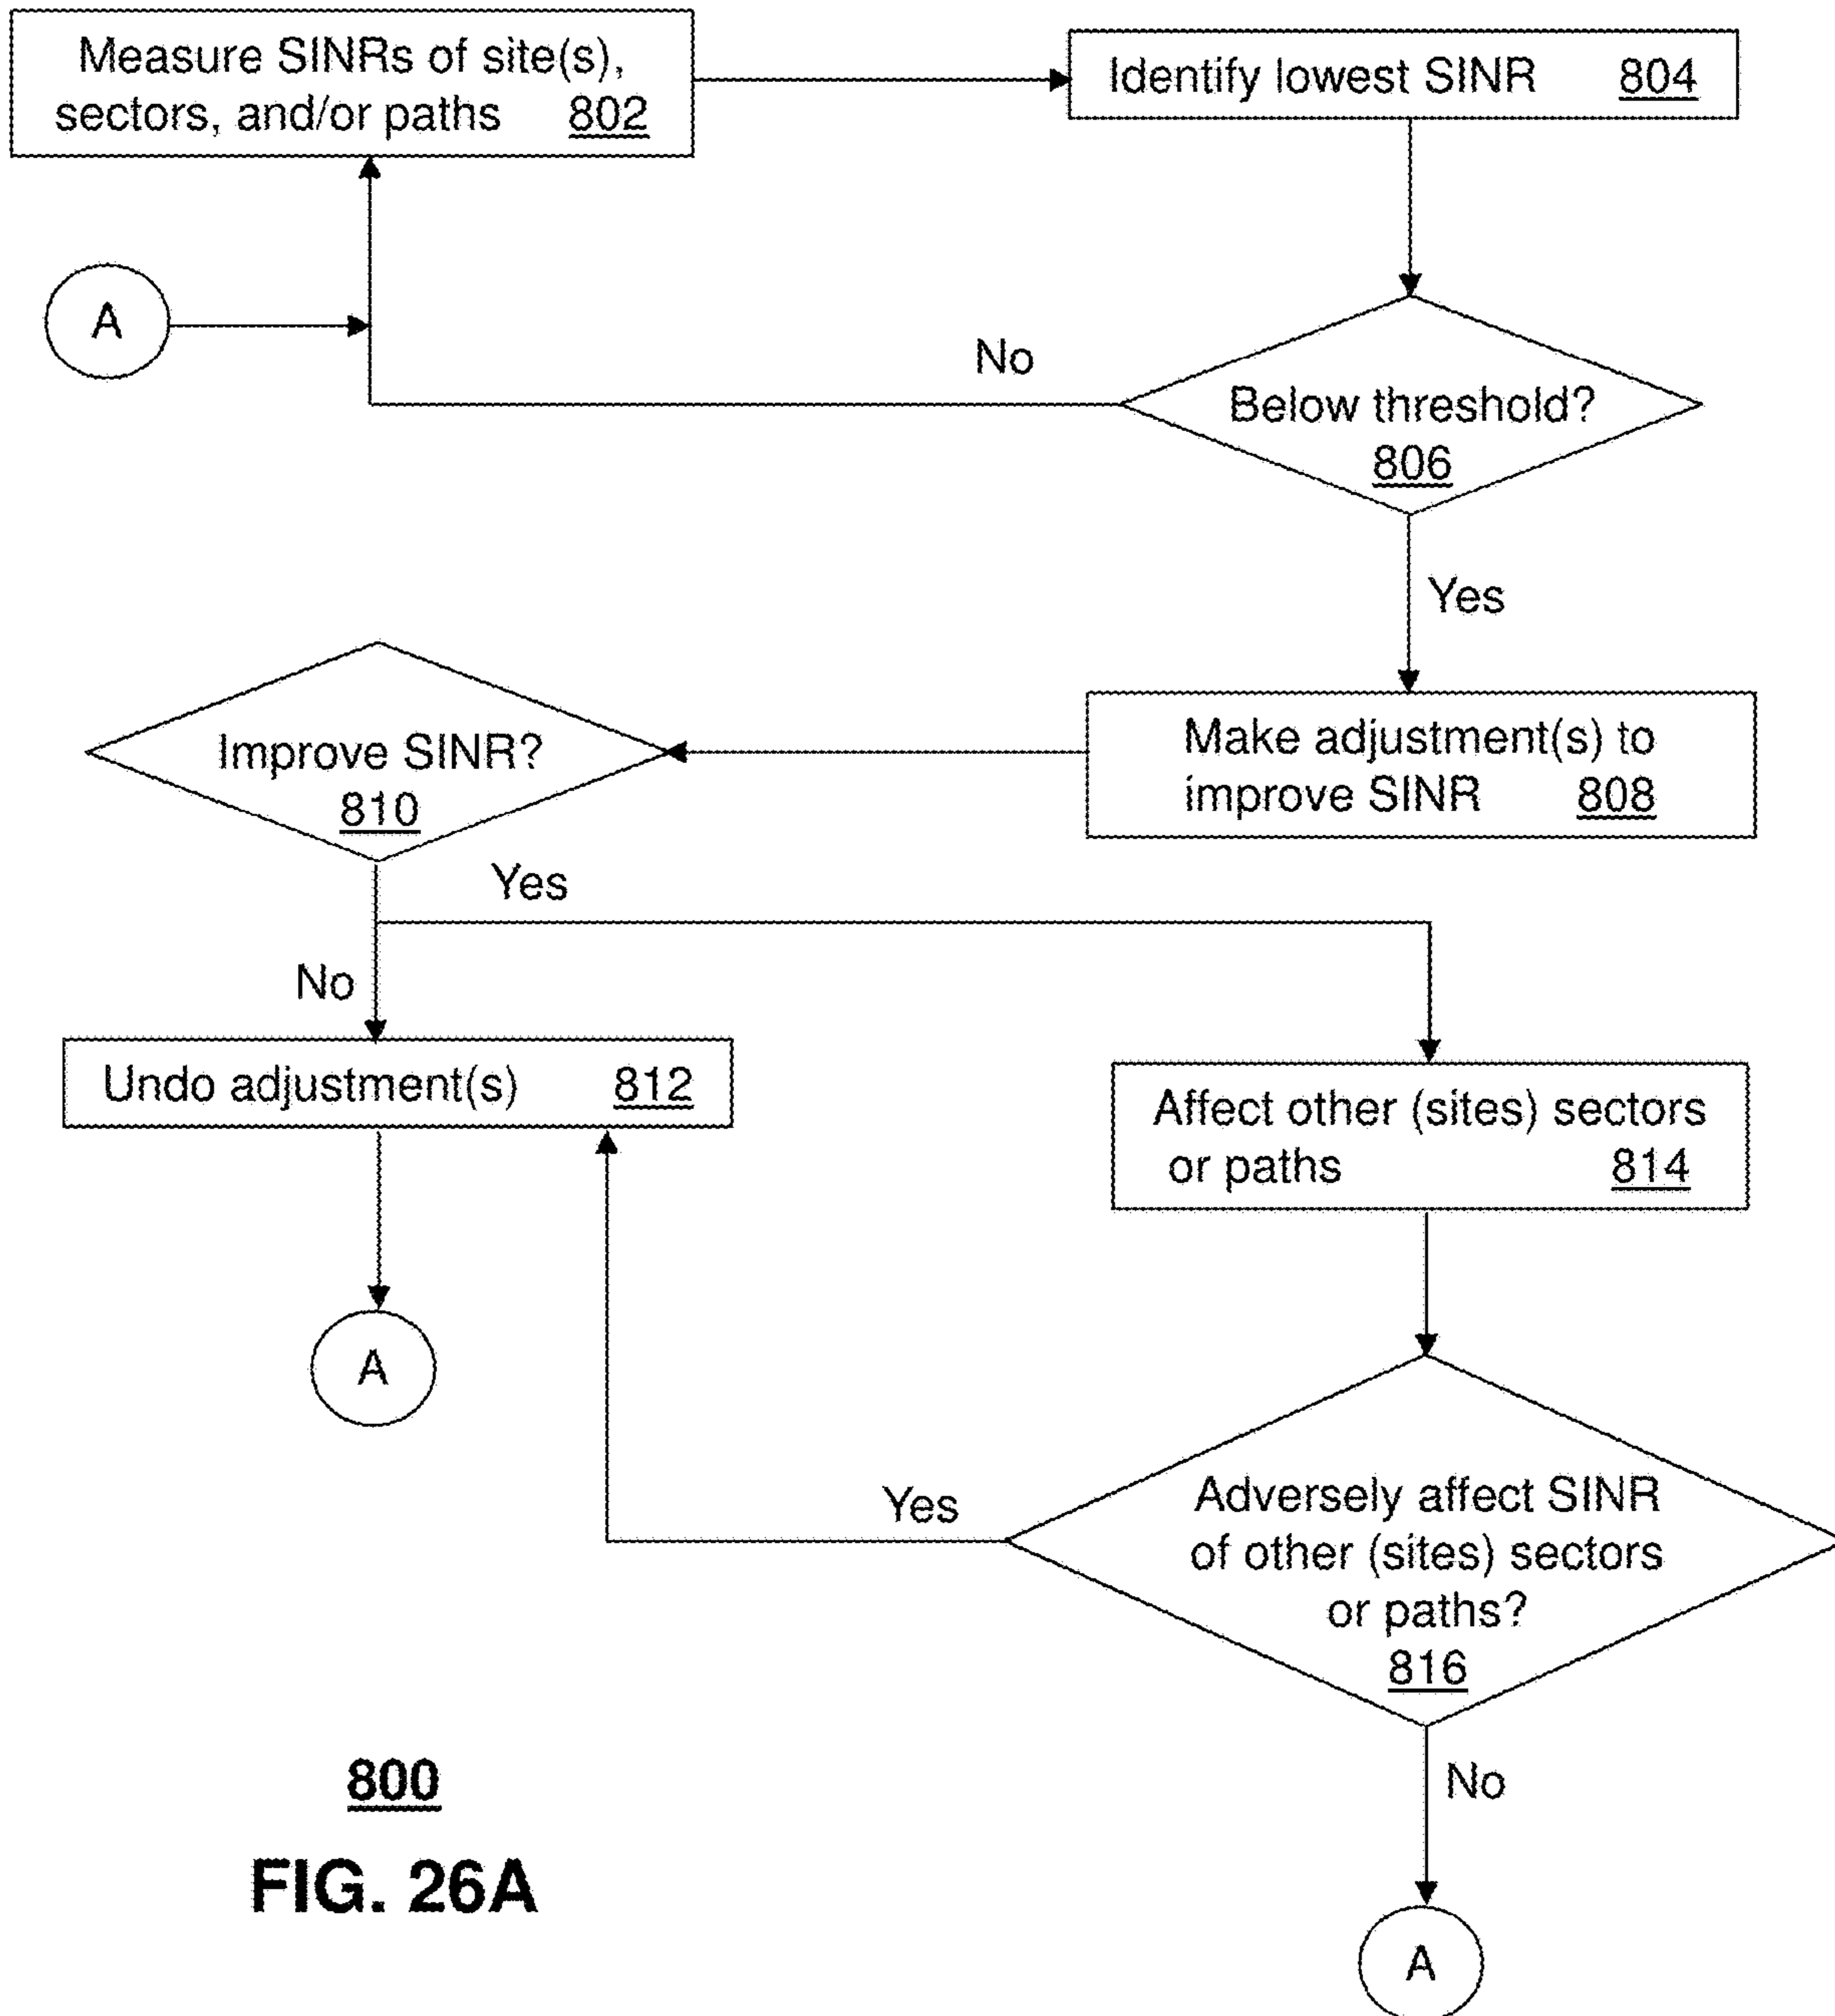 Measure SINRs of site(s),
sectors, and/or paths 802
Identify lowest SINR 804
A
No
Below threshold?
806
Yes
Improve SINR?
810
Make adjustment(s) to
improve SINR 808
Yes
No
Undo adjustment(s) 812
Affect other (sites) sectors
or paths 814
A
Yes
Adversely affect SINR
of other (sites) sectors
or paths?
816
No
800
FIG. 26A
A